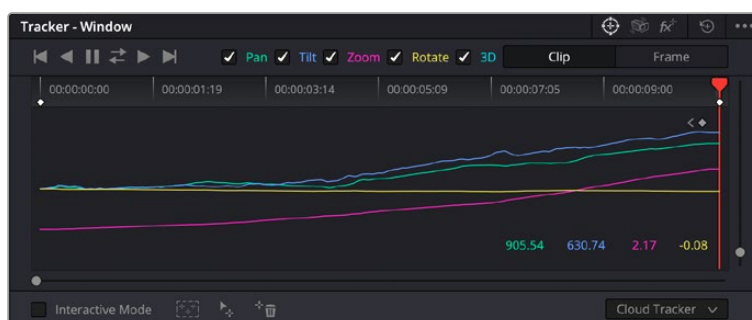 Tracker - Window
Pan Tilt Zoom Rotate 3D Clip Frame
00:00:00:00 00:00:01:19 00:00:03:14 00:00:05:09 00:00:07:05 00:00:09:00
905.54 630.74 2.17 -0.08
Interactive Mode Cloud Tracker